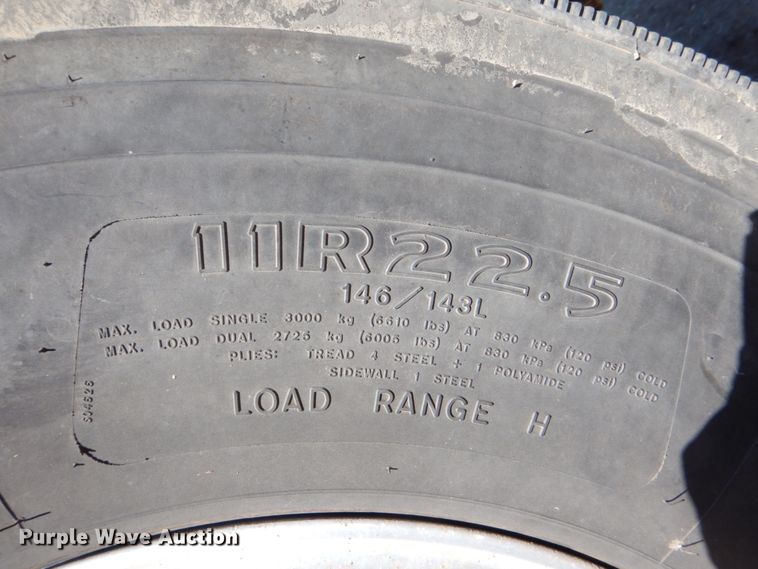 11R22.5
146/143L
MAX. LOAD SINGLE 3000 kg (6610 lbs) AT 830 kPa (120 psi) COLD
MAX. LOAD DUAL 2725 kg (6005 lbs) AT 830 kPa (120 psi) COLD
PLIES: TREAD 4 STEEL + 1 POLYAMIDE
SIDEWALL 1 STEEL
LOAD RANGE H
Purple Wave Auction